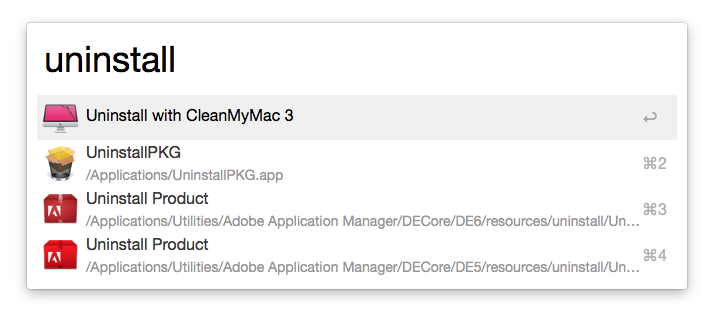 uninstall
Uninstall with CleanMyMac 3 ↩
UninstallPKG
/Applications/UninstallPKG.app ⌘2
Uninstall Product
/Applications/Utilities/Adobe Application Manager/DECore/DE6/resources/uninstall/Un... ⌘3
Uninstall Product
/Applications/Utilities/Adobe Application Manager/DECore/DE5/resources/uninstall/Un... ⌘4